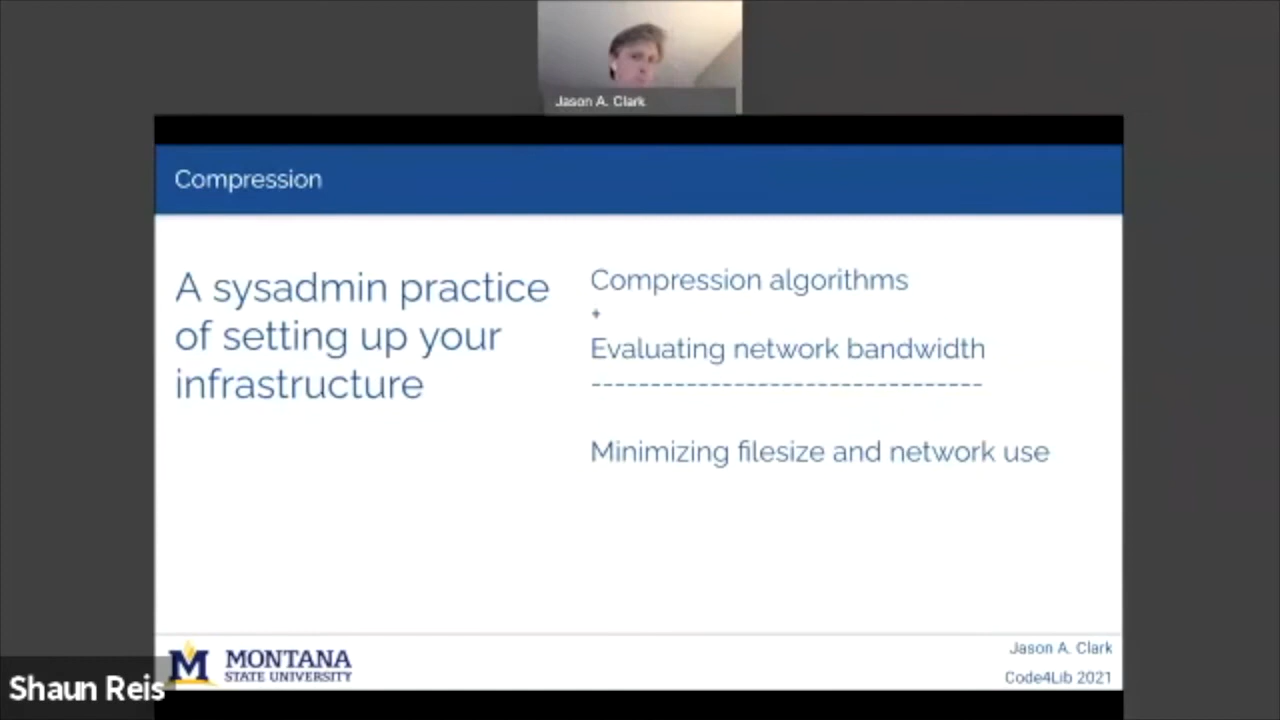 Jason A. Clark
Compression
A sysadmin practice
of setting up your
infrastructure
Compression algorithms
+
Evaluating network bandwidth
---------------------------------
Minimizing filesize and network use
M MONTANA
STATE UNIVERSITY
Jason A. Clark
Code4Lib 2021
Shaun Reis